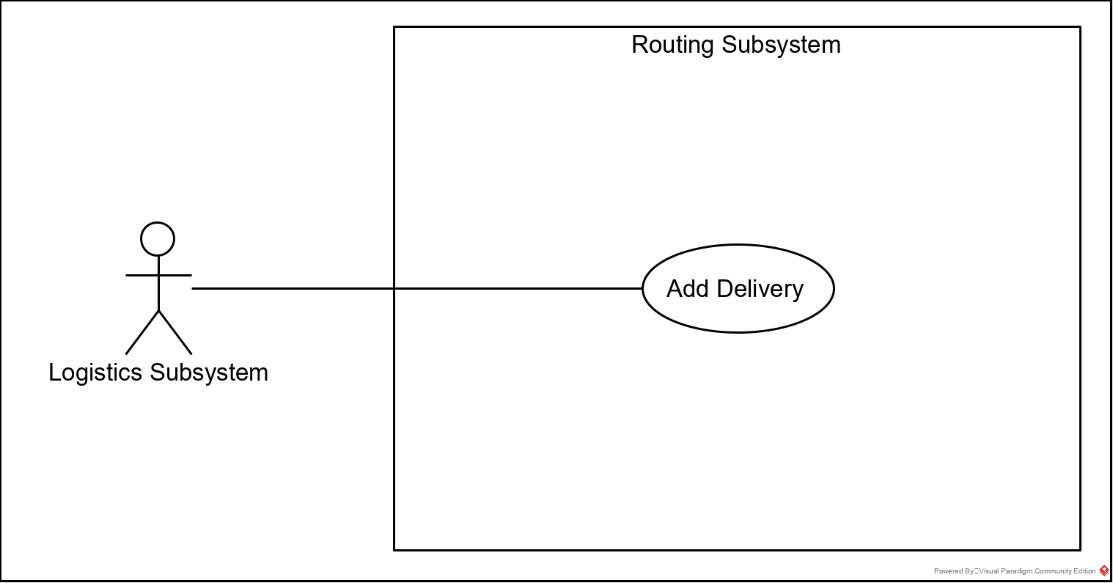 Routing Subsystem
Add Delivery
Logistics Subsystem
Powered By Visual Paradigm Community Edition